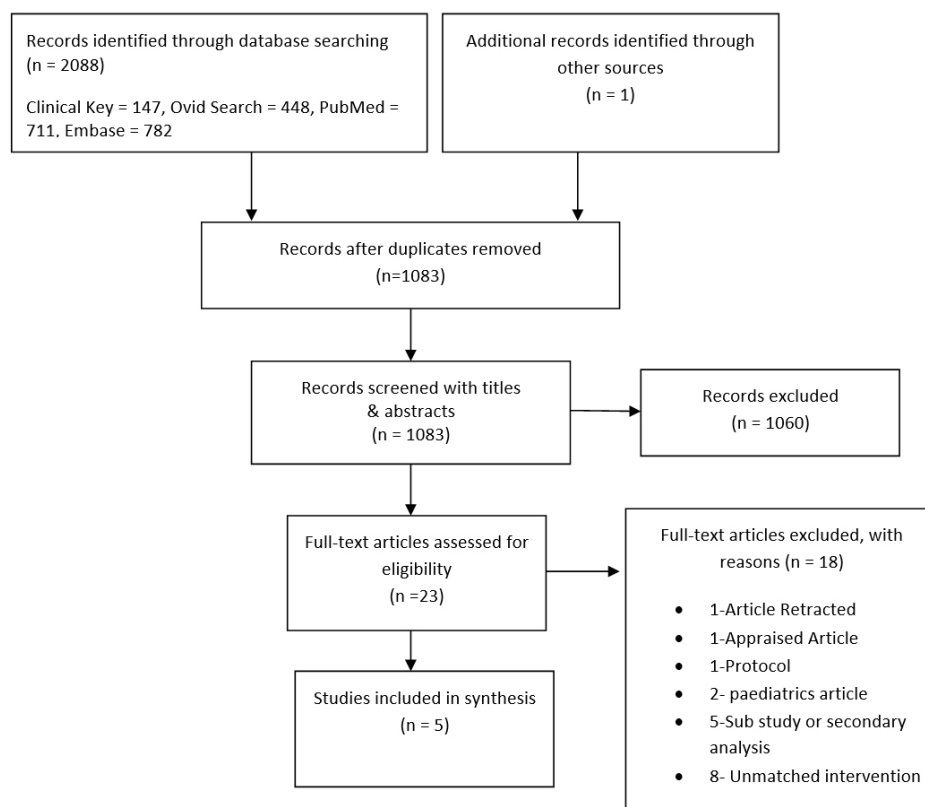 Records identified through database searching
(n = 2088)
Clinical Key = 147, Ovid Search = 448, PubMed =
711, Embase = 782
Additional records identified through
other sources
(n = 1)
Records after duplicates removed
(n=1083)
Records screened with titles
& abstracts
(n = 1083)
Records excluded
(n = 1060)
Full-text articles assessed for
eligibility
(n =23)
Full-text articles excluded, with
reasons (n = 18)
• 1-Article Retracted
• 1-Appraised Article
• 1-Protocol
• 2- paediatrics article
• 5-Sub study or secondary
analysis
• 8- Unmatched intervention
Studies included in synthesis
(n = 5)